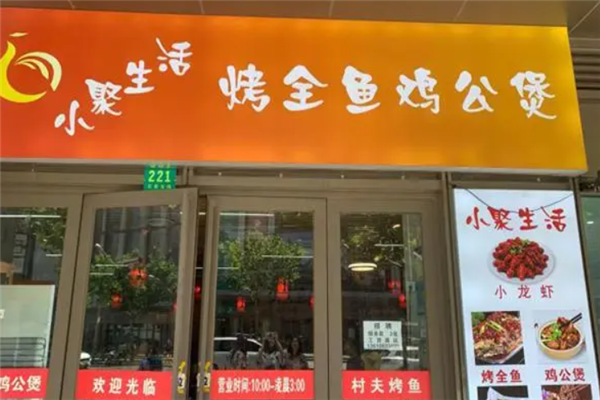 小聚生活
烤全鱼鸡公煲
221
小聚生活
小龙虾
烤全鱼 鸡公煲
招聘
鸡公煲
欢迎光临
营业时间:10:00-凌晨3:00
村夫烤鱼